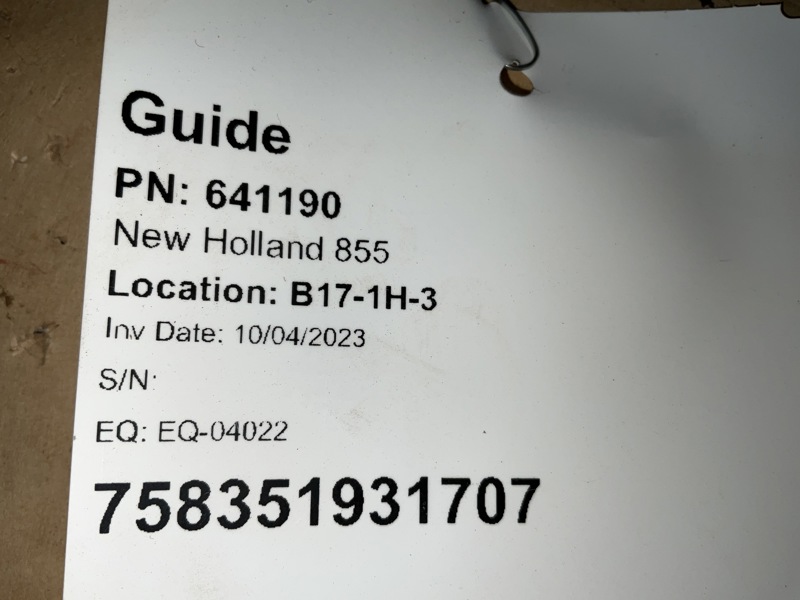 Guide
PN: 641190
New Holland 855
Location: B17-1H-3
Inv Date: 10/04/2023
S/N:
EQ: EQ-04022
758351931707